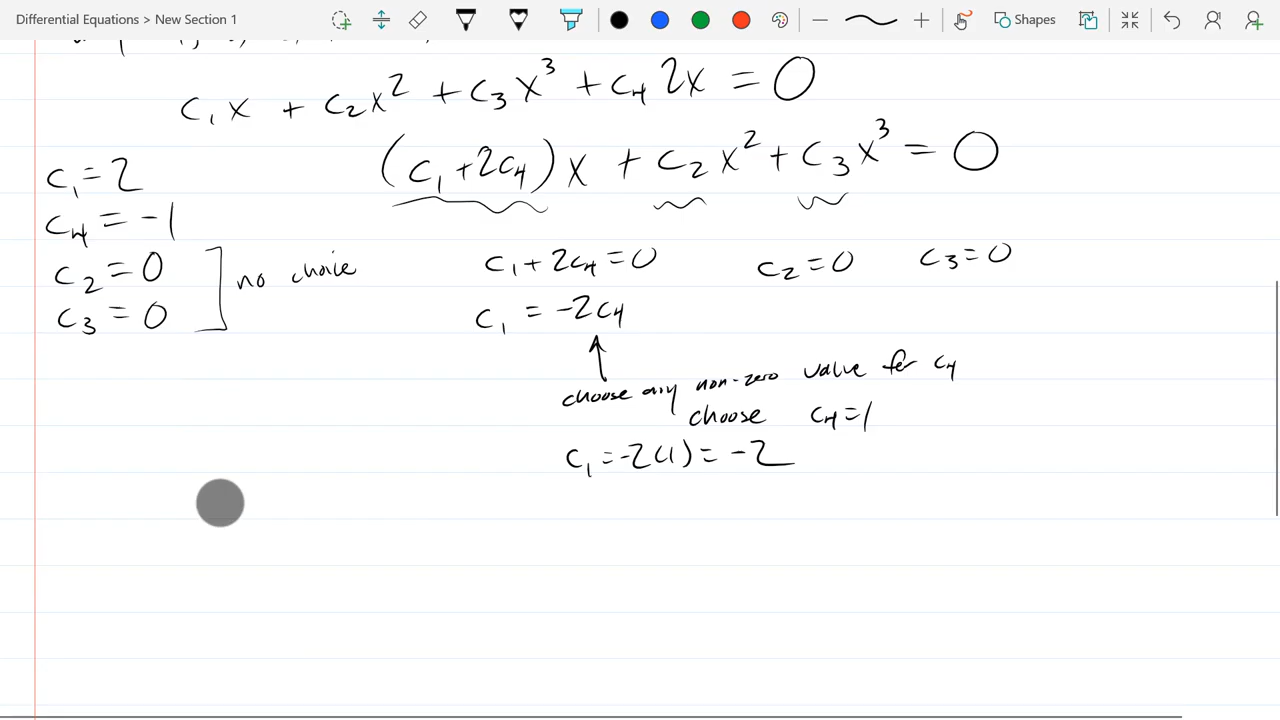 Differential Equations > New Section 1
Shapes
c₁x + c₂x² + c₃x³ + c₄2x = 0
(c₁+2c₄)x + c₂x² + c₃x³ = 0
c₁=2
c₄=-1
c₂=0
c₃=0
no choice
c₁+2c₄=0 c₂=0 c₃=0
c₁ = -2c₄
choose any non-zero value for c₄
choose c₄=1
c₁=-2(1)=-2